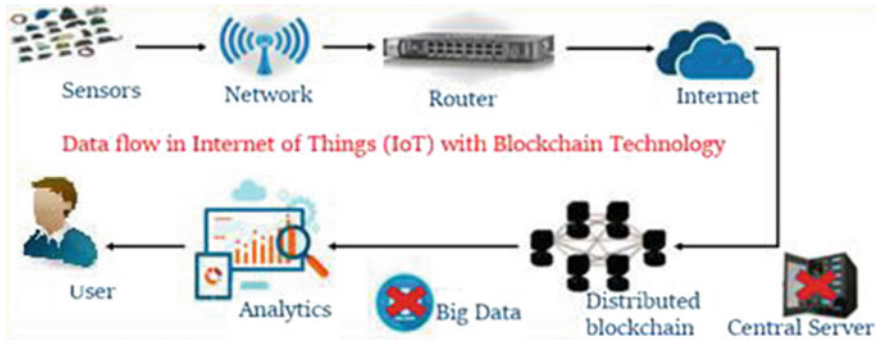 Sensors
Network
Router
Internet
Data flow in Internet of Things (IoT) with Blockchain Technology
User
Analytics
Big Data
Distributed
blockchain
Central Server